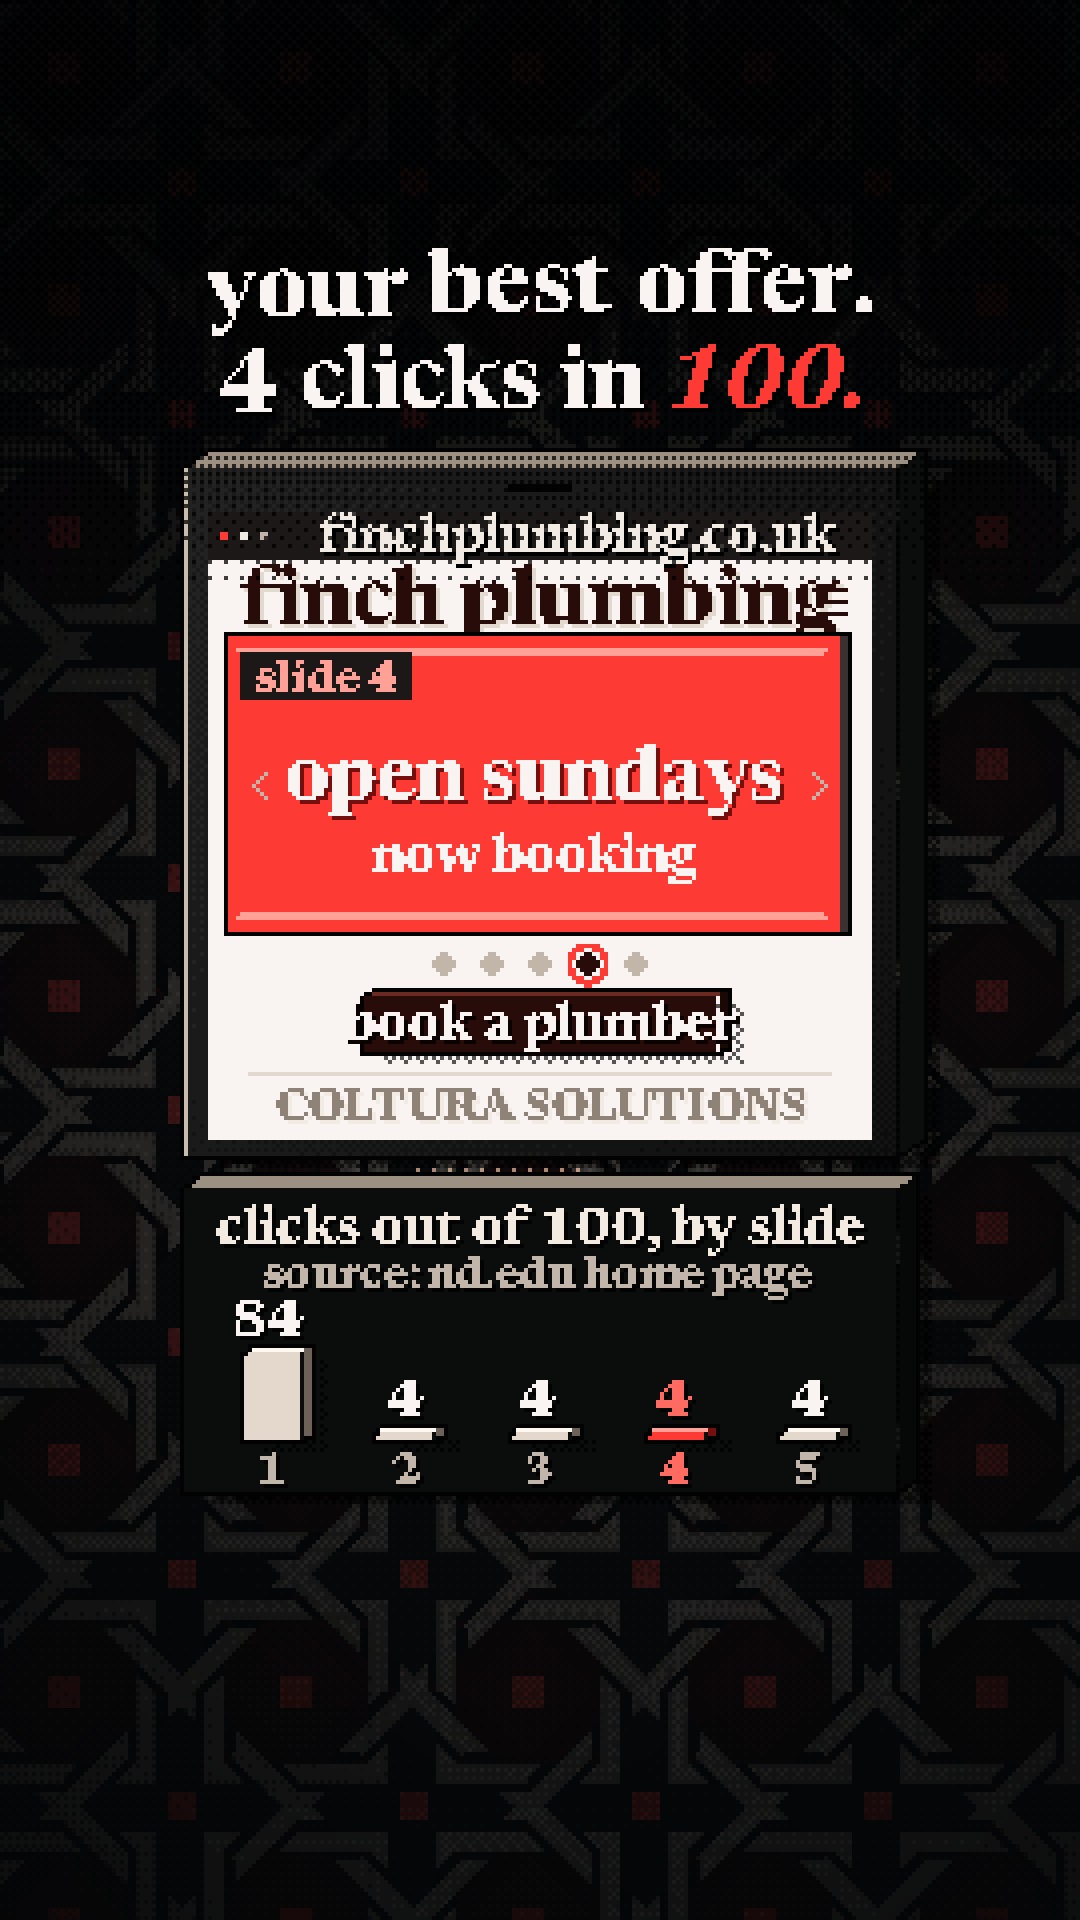 your best offer.
4 clicks in 100.
finchplumbing.co.uk
finch plumbing
slide 4
‹ open sundays ›
now booking
book a plumber
COLTURA SOLUTIONS
clicks out of 100, by slide
source: nd.edu home page
84
4
4
4
4
1
2
3
4
5